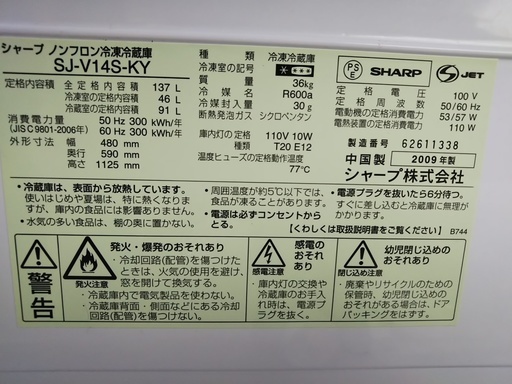 シャープ ノンフロン冷凍冷蔵庫
SJ-V14S-KY
定格内容積 全定格内容積 137 L
冷凍室の定格内容積 46 L
冷蔵室の定格内容積 91 L
消費電力量 50 Hz 300 kWh/年
(JIS C 9801-2006年) 60 Hz 300 kWh/年
外形寸法 幅 480 mm
奥行 590 mm
高さ 1125 mm
種類 冷凍冷蔵庫
冷凍室の記号
質量 36kg
冷媒名 R600a
冷媒封入量 30 g
発泡ガス シクロペンタン
庫内灯の定格 110V 10W
T20 E12
温度ヒューズの定格動作温度
77℃
PS
E
SHARP
S JET
定格電圧 100 V
定格周波数 50/60 Hz
電動機の定格消費電力 53/57 W
電熱装置の定格消費電力 110 W
製造番号 62611338
中国製 2009年製
シャープ株式会社
・冷蔵庫は、表面から放熱しています。
使いはじめや夏場は、特に熱くなりま
すが、異常ではありません。
・水気の多い食品は、棚の奥に置かない。
・周囲温度が約5℃以下では、
食品が凍ることがあります。
・電源は必ずコンセントから
とる。
・電源プラグを抜いたら6分待つ。
すぐに差し込むと冷蔵庫に無理が
かかります。
【くわしくは取扱説明書をご覧ください】 B744
警告
発火・爆発のおそれあり
発火注意
・冷却回路(配管)を傷つけた
ときは、火気の使用を避け、
窓を開けて換気する。
・冷蔵庫内で電気製品を使わない。
・冷蔵庫背面・側面などにある冷却
回路(配管)を傷つけない。
感電の
おそれあり
感電注意
庫内灯の交換や
冷蔵庫のお手入
れ時は、電源プ
ラグを抜く。
幼児閉じ込めの
おそれあり
閉じ込め注意
廃棄やリサイクルのための
保管時、幼児閉じ込めの
おそれがある場合は、ドア
パッキングをはずす。